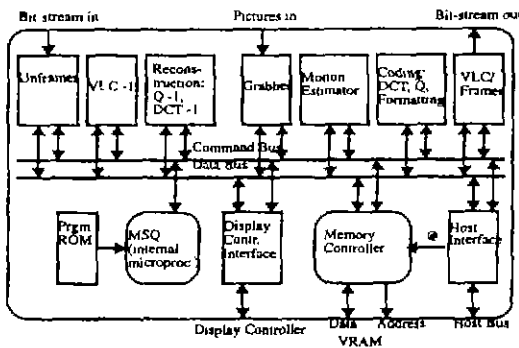 Bit stream in
Pictures in
Bit-stream out
Unframer
VLC -1
Recons-
truction:
Q -1,
DCT -1
Grabber
Motion
Estimator
Coding:
DCT, Q,
Formatting
VLC/
Framer
Command Bus
Data Bus
Prgm
ROM
MSQ
(internal
microproc
Display
Contr.
Interface
Memory
Controller
@
Host
Interface
Display Controller
Data
Address
Host Bus
VRAM